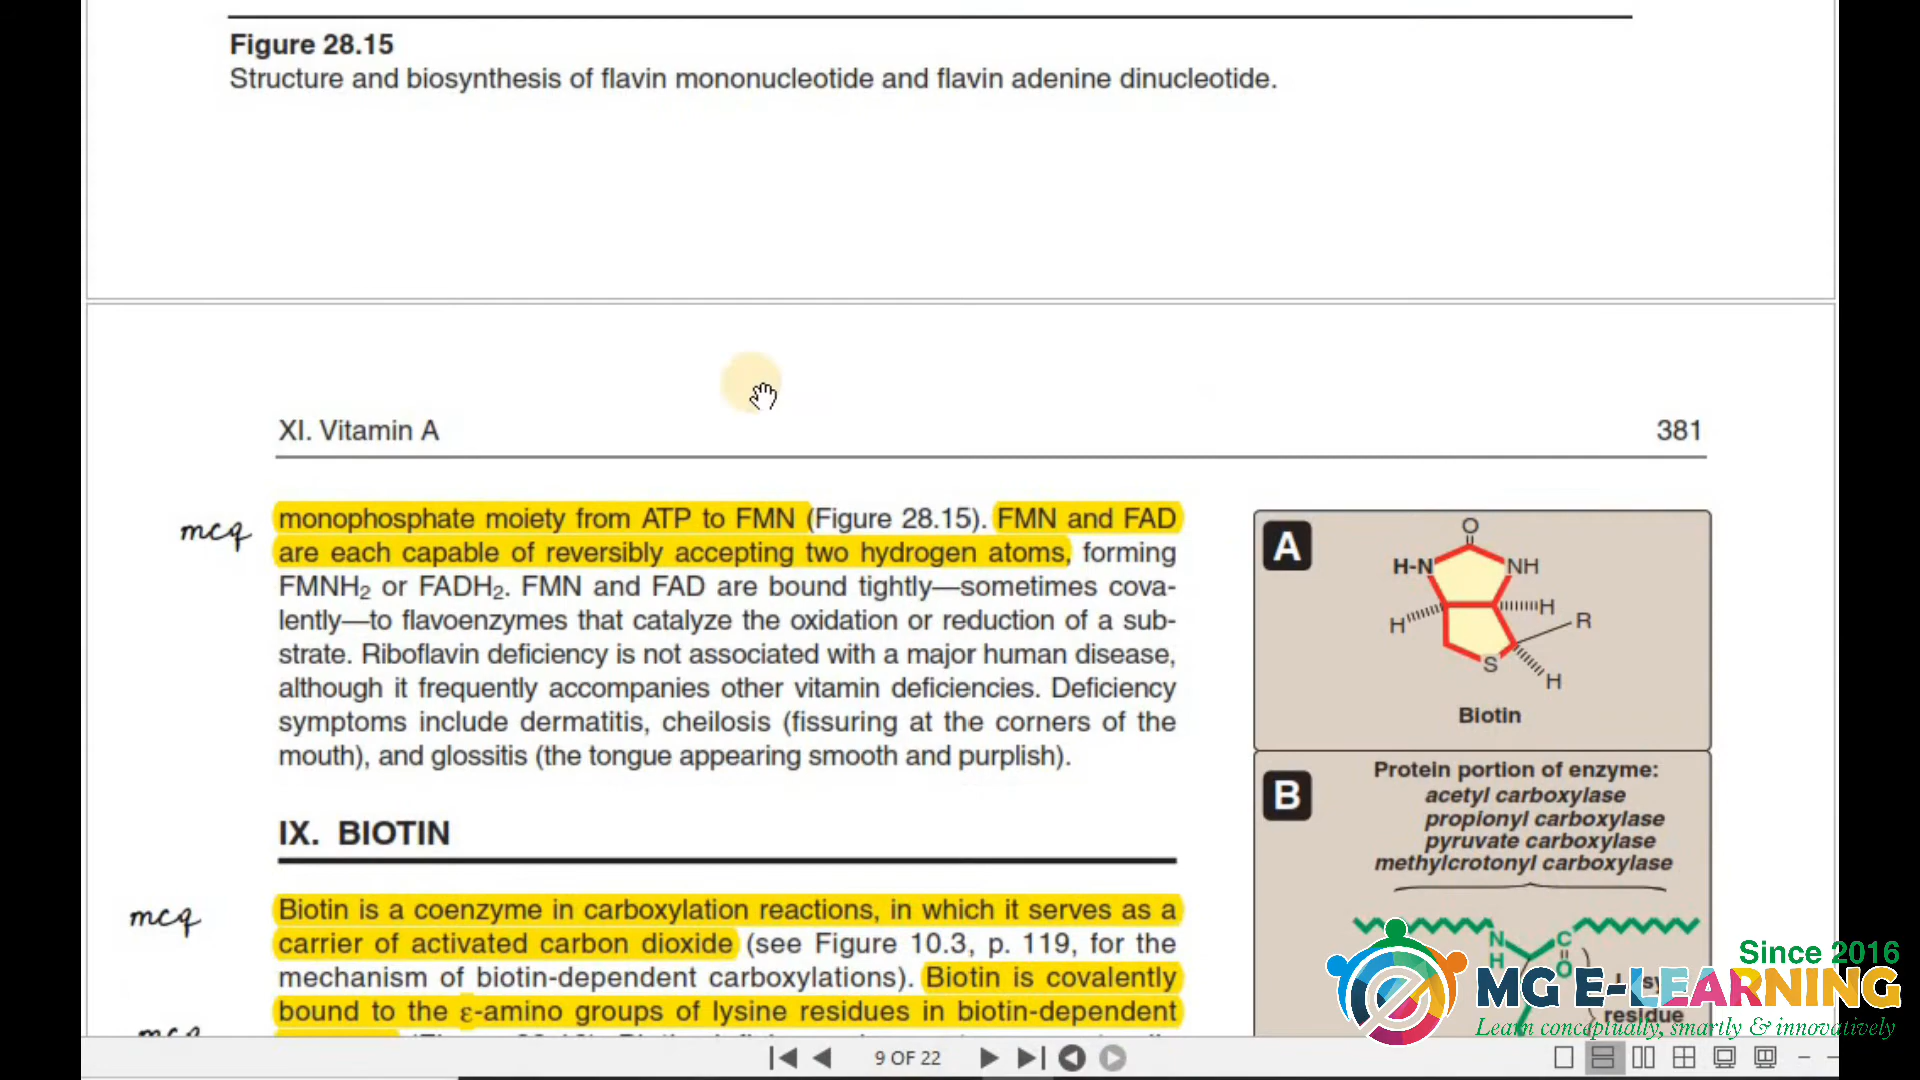 Figure 28.15
Structure and biosynthesis of flavin mononucleotide and flavin adenine dinucleotide.
XI. Vitamin A
381
mcq
monophosphate moiety from ATP to FMN (Figure 28.15). FMN and FAD
are each capable of reversibly accepting two hydrogen atoms, forming
FMNH₂ or FADH₂. FMN and FAD are bound tightly—sometimes cova-
lently—to flavoenzymes that catalyze the oxidation or reduction of a sub-
strate. Riboflavin deficiency is not associated with a major human disease,
although it frequently accompanies other vitamin deficiencies. Deficiency
symptoms include dermatitis, cheilosis (fissuring at the corners of the
mouth), and glossitis (the tongue appearing smooth and purplish).
IX. BIOTIN
mcq
Biotin is a coenzyme in carboxylation reactions, in which it serves as a
carrier of activated carbon dioxide (see Figure 10.3, p. 119, for the
mechanism of biotin-dependent carboxylations). Biotin is covalently
bound to the ε-amino groups of lysine residues in biotin-dependent
A
O
H-N
NH
H
H
R
S
H
Biotin
B
Protein portion of enzyme:
acetyl carboxylase
propionyl carboxylase
pyruvate carboxylase
methylcrotonyl carboxylase
N
H
C
O
residue
Since 2016
MG E-LEARNING
Learn conceptually, smartly & innovatively
9 OF 22